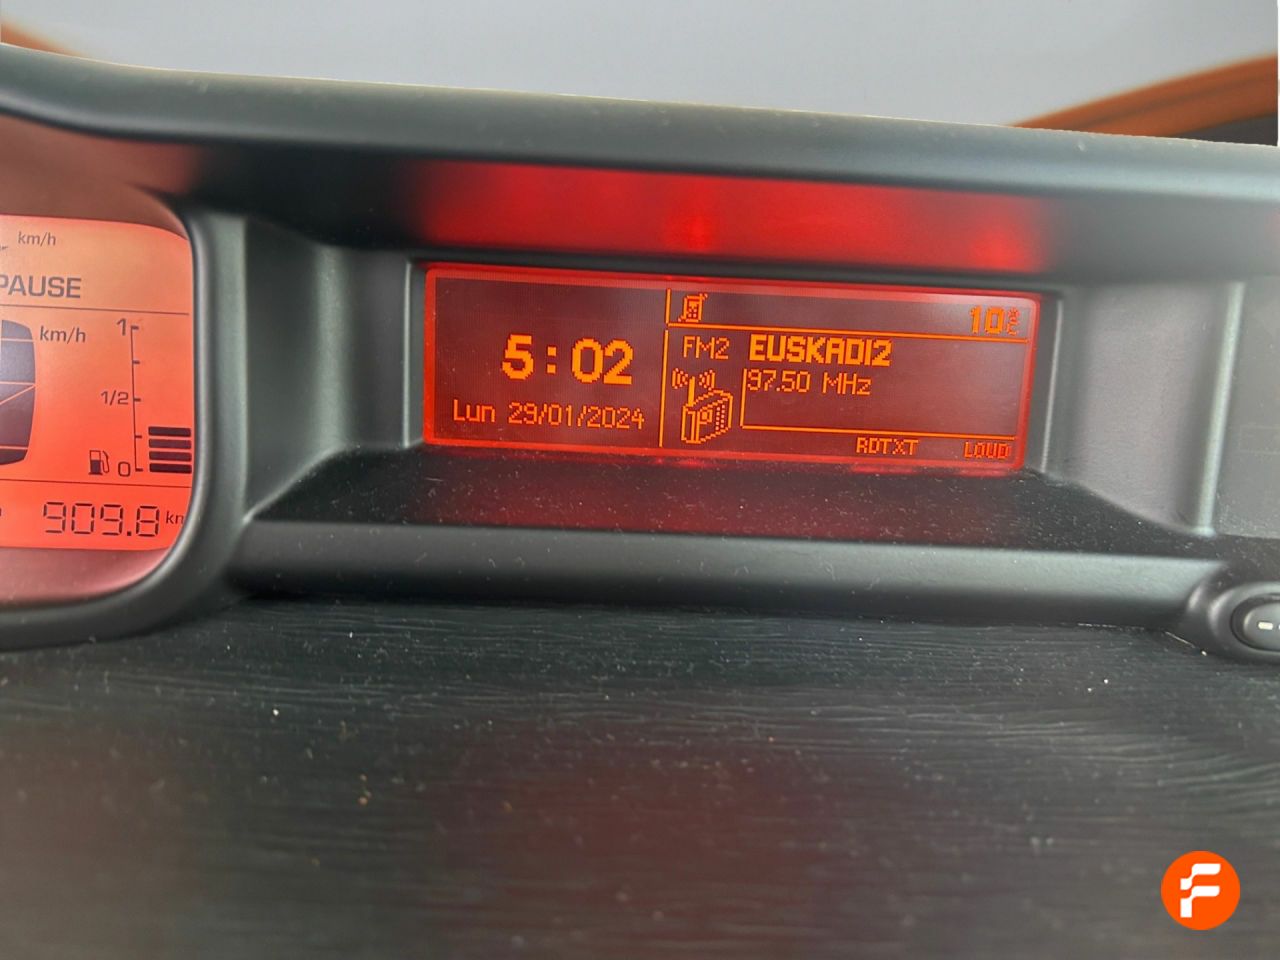 km/h
PAUSE
km/h
1
1/2
0
909.8 km
5:02
Lun 29/01/2024
10
FM2 EUSKADI2
97.50 MHz
RDTXT LOUD